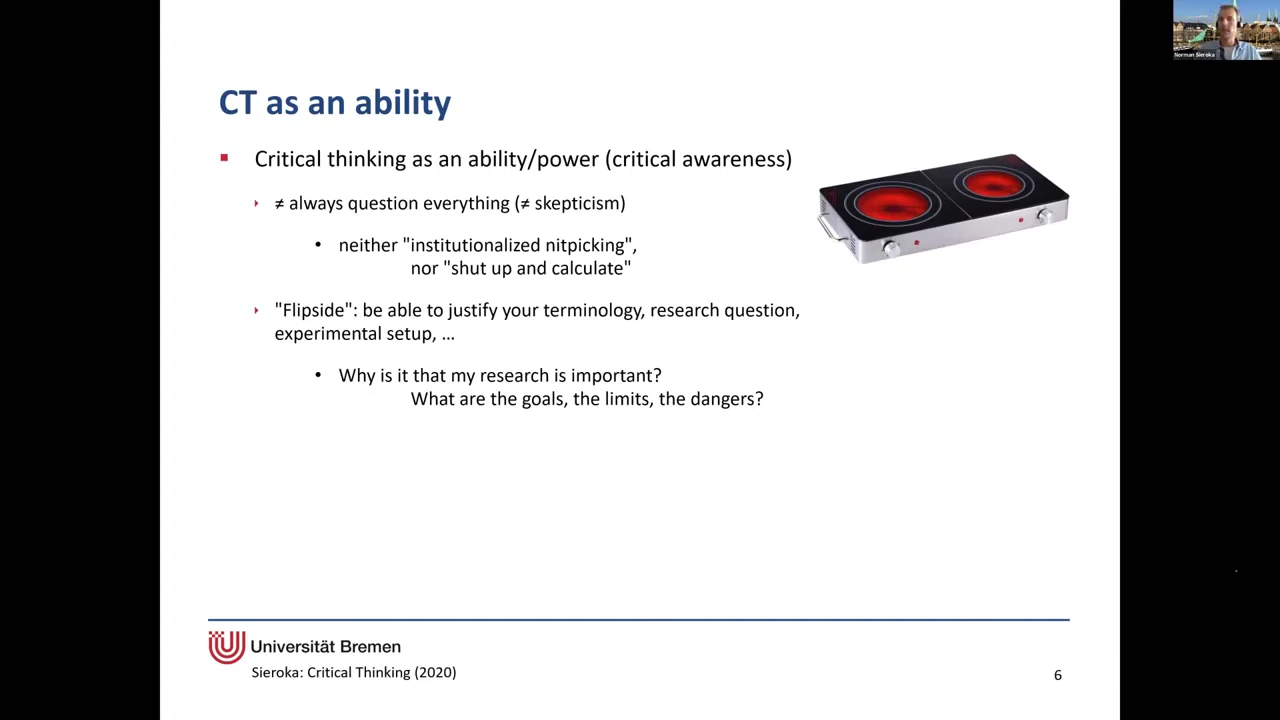 Norman Sieroka
CT as an ability
Critical thinking as an ability/power (critical awareness)
≠ always question everything (≠ skepticism)
neither "institutionalized nitpicking",
nor "shut up and calculate"
"Flipside": be able to justify your terminology, research question,
experimental setup, …
Why is it that my research is important?
What are the goals, the limits, the dangers?
Universität Bremen
Sieroka: Critical Thinking (2020)
6